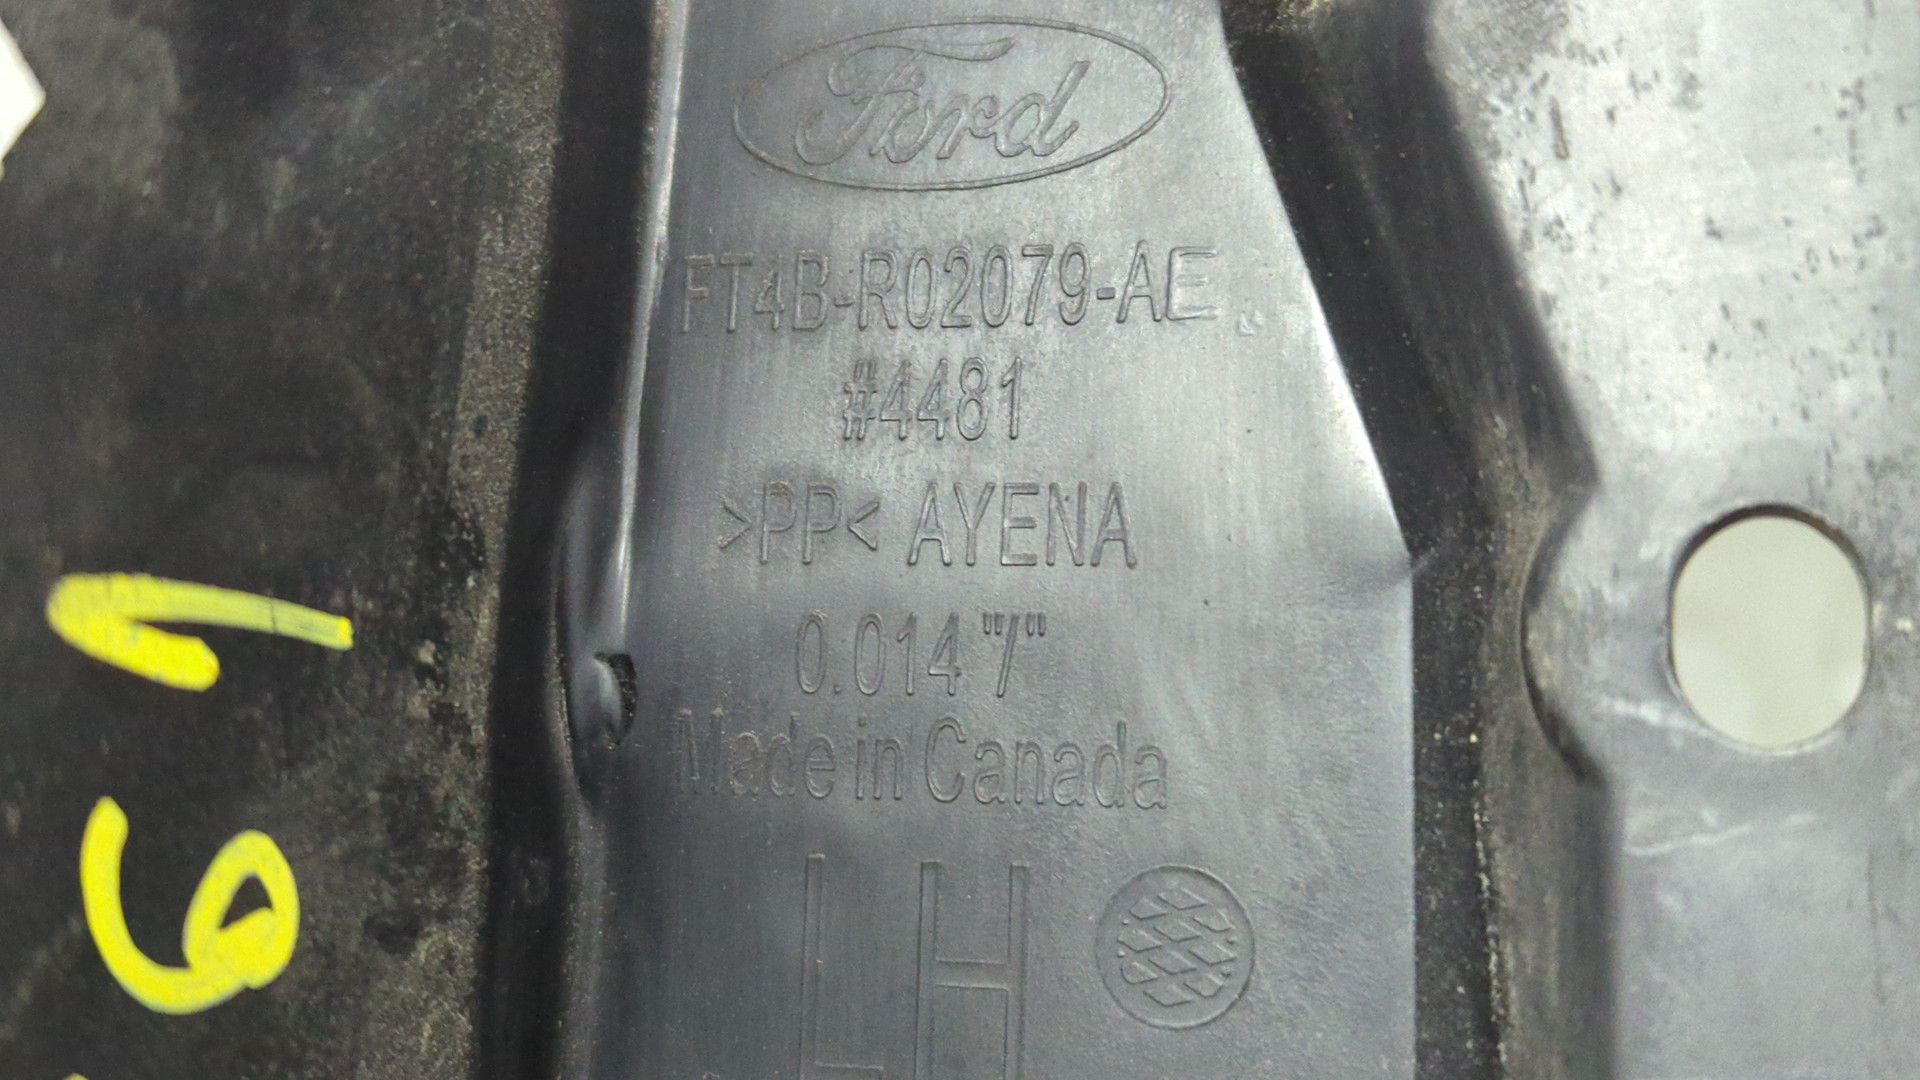 Ford
FT4B-R02079-AE
#4481
>PP< AYENA
0.014"/"
Made in Canada
LH